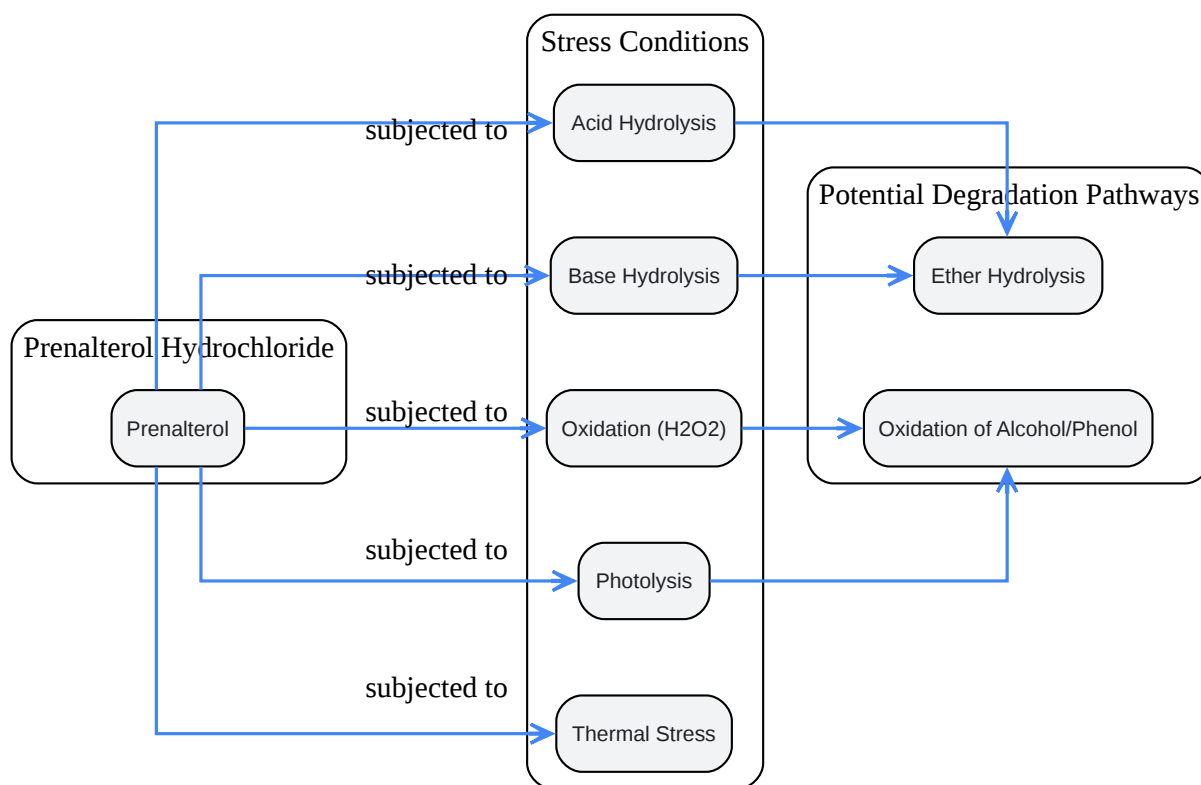 Stress Conditions
Acid Hydrolysis
subjected to
Potential Degradation Pathways
Base Hydrolysis
subjected to
Ether Hydrolysis
Prenalterol Hydrochloride
Prenalterol
subjected to
Oxidation (H2O2)
Oxidation of Alcohol/Phenol
subjected to
Photolysis
subjected to
Thermal Stress